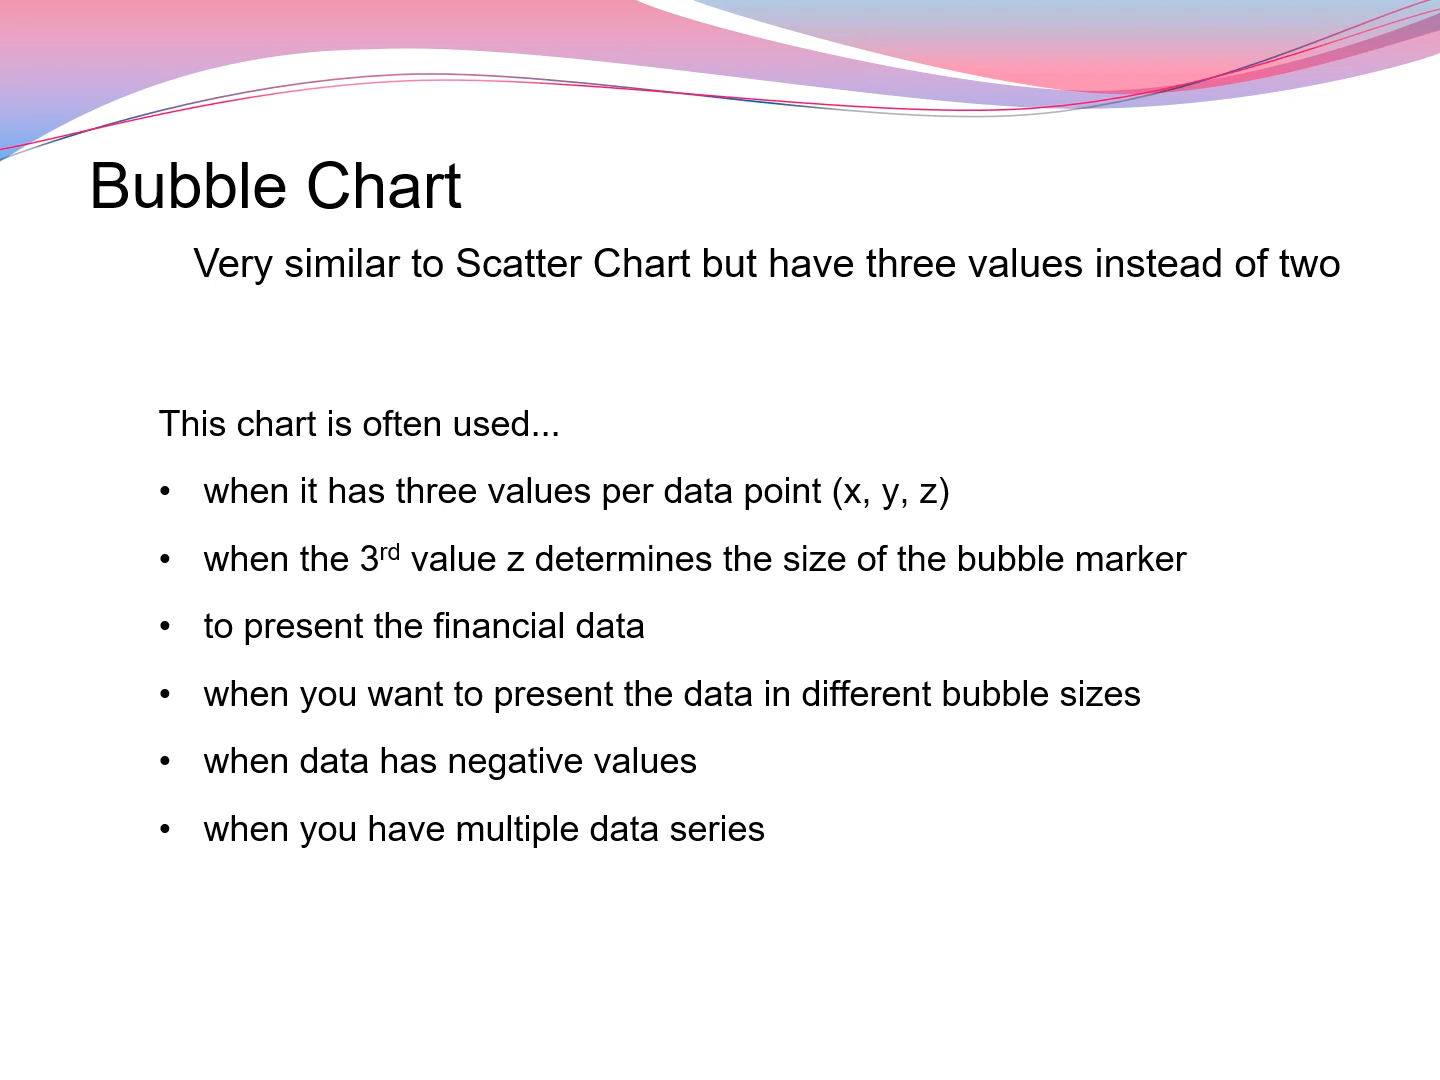 Bubble Chart
Very similar to Scatter Chart but have three values instead of two
This chart is often used...
• when it has three values per data point (x, y, z)
• when the 3rd value z determines the size of the bubble marker
• to present the financial data
• when you want to present the data in different bubble sizes
• when data has negative values
• when you have multiple data series